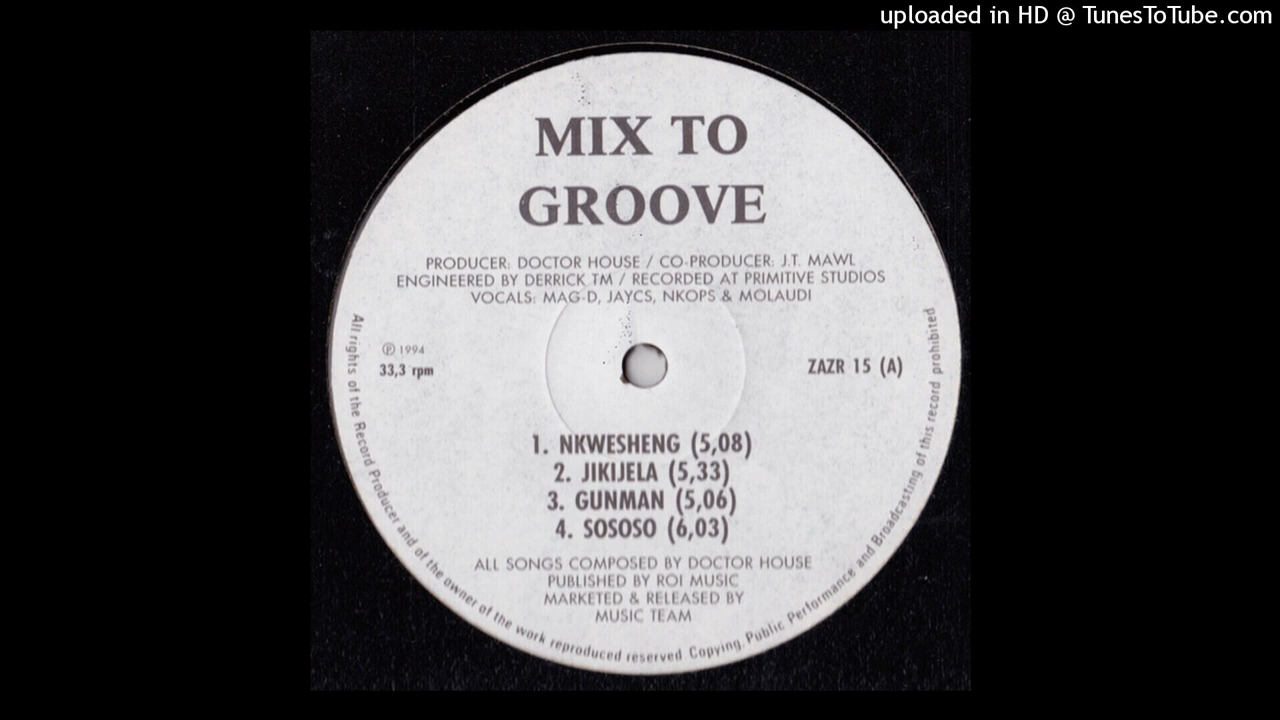 uploaded in HD @ TunesToTube.com
MIX TO
GROOVE
PRODUCER: DOCTOR HOUSE / CO-PRODUCER: J.T. MAWL
ENGINEERED BY DERRICK TM / RECORDED AT PRIMITIVE STUDIOS
VOCALS: MAG-D, JAYCS, NKOPS & MOLAUDI
℗ 1994
33,3 rpm
ZAZR 15 (A)
1. NKWESHENG (5,08)
2. JIKIJELA (5,33)
3. GUNMAN (5,06)
4. SOSOSO (6,03)
ALL SONGS COMPOSED BY DOCTOR HOUSE
PUBLISHED BY ROI MUSIC
MARKETED & RELEASED BY
MUSIC TEAM
All rights of the Record Producer and of the owner of the work reproduced reserved Copying, Public Performance and Broadcasting of this record prohibited